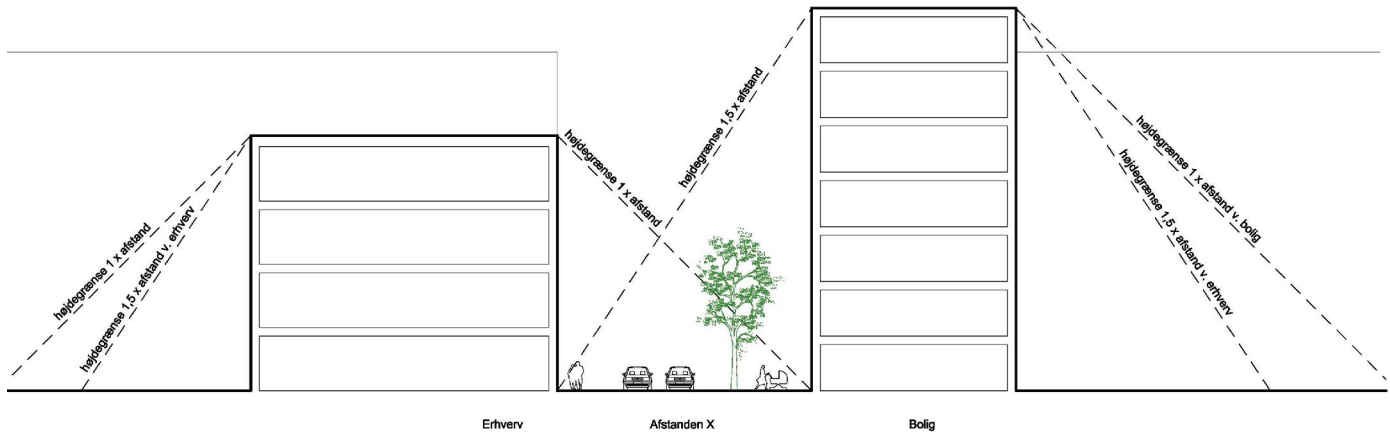 højdegrænse 1 x afstand
højdegrænse 1,5 x afstand v. erhverv
højdegrænse 1 x afstand
højdegrænse 1,5 x afstand
højdegrænse 1,5 x afstand v. erhverv
højdegrænse 1 x afstand v. bolig
Erhverv
Afstanden X
Bolig